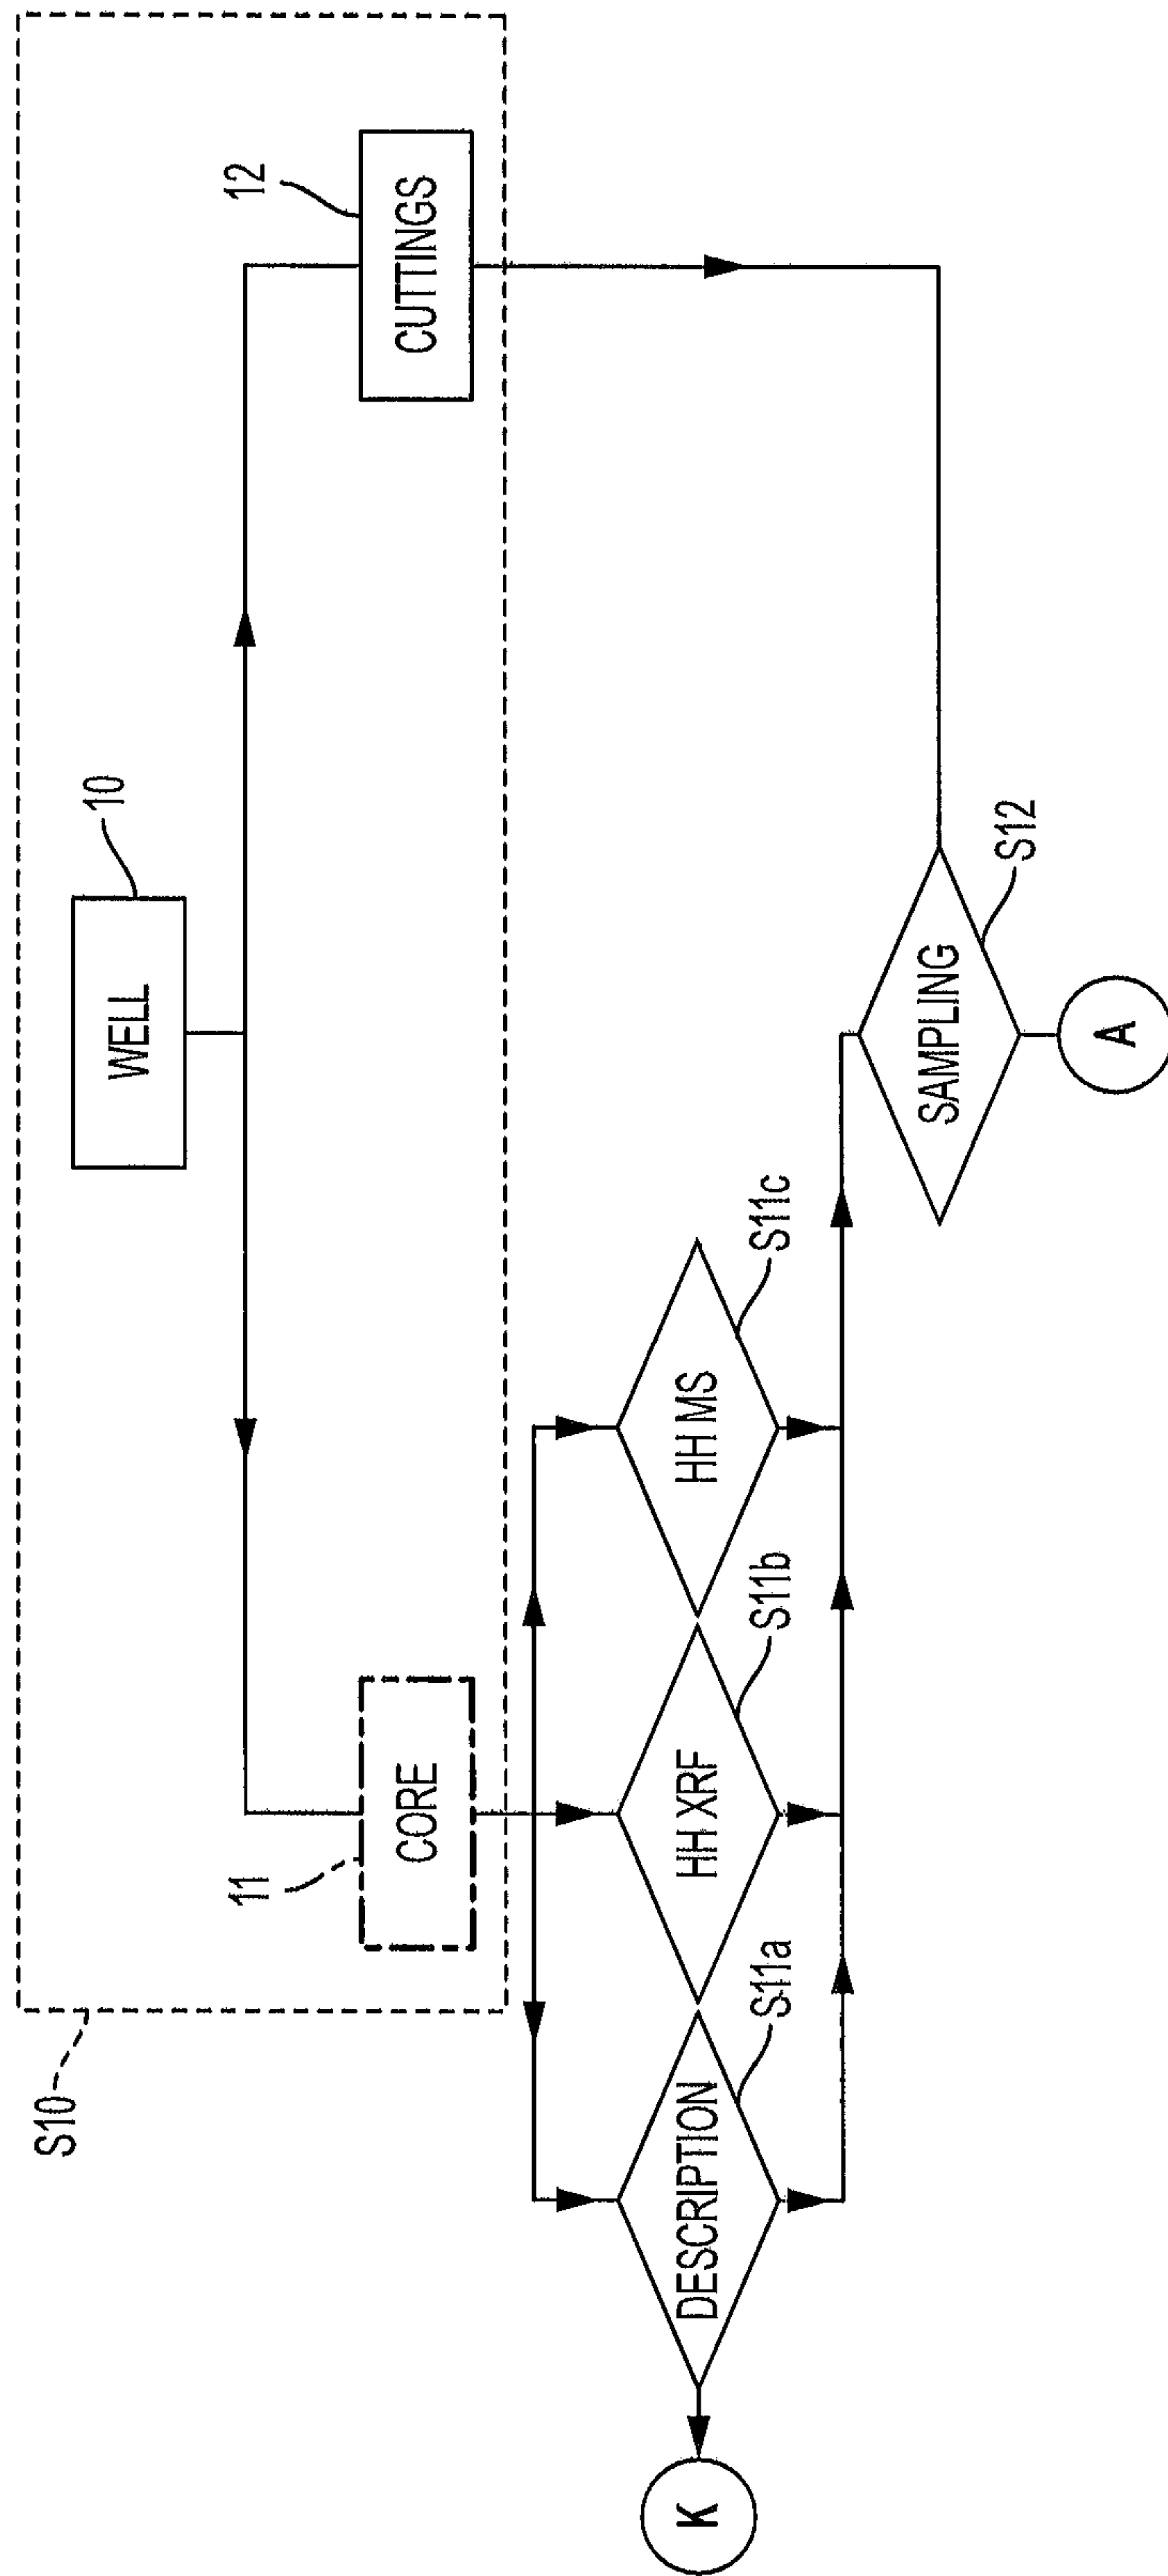 S10
10
WELL
11
CORE
12
CUTTINGS
K
DESCRIPTION
S11a
HH XRF
S11b
HH MS
S11c
SAMPLING
S12
A